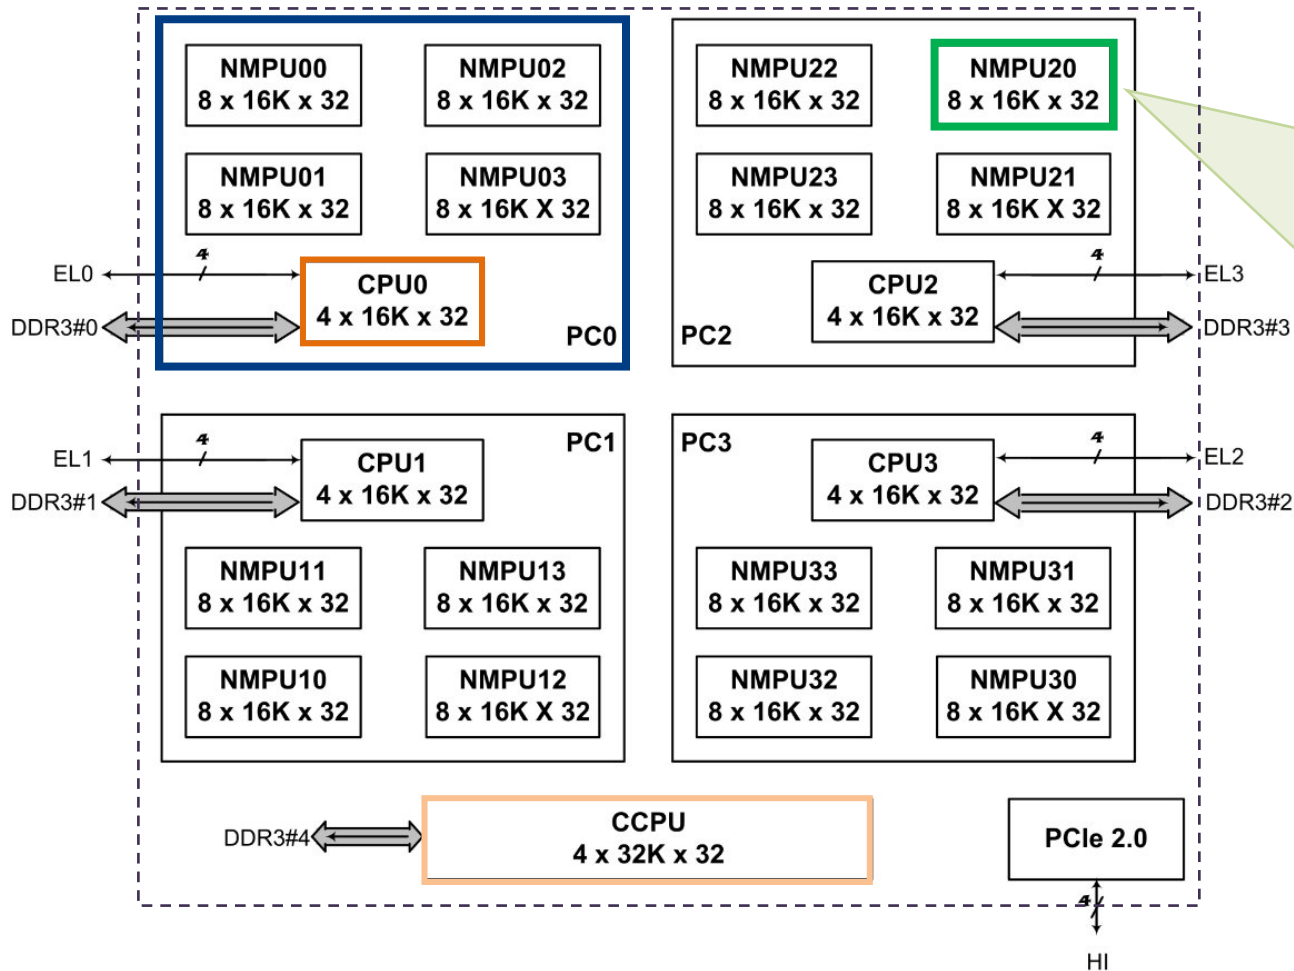 NMPU00
8 x 16K x 32
NMPU02
8 x 16K x 32
NMPU01
8 x 16K x 32
NMPU03
8 x 16K X 32
EL0
4
DDR3#0
CPU0
4 x 16K x 32
PC0
NMPU22
8 x 16K x 32
NMPU20
8 x 16K x 32
NMPU23
8 x 16K x 32
NMPU21
8 x 16K X 32
PC2
CPU2
4 x 16K x 32
4
EL3
DDR3#3
EL1
4
DDR3#1
CPU1
4 x 16K x 32
PC1
NMPU11
8 x 16K x 32
NMPU13
8 x 16K x 32
NMPU10
8 x 16K x 32
NMPU12
8 x 16K X 32
PC3
CPU3
4 x 16K x 32
4
EL2
DDR3#2
NMPU33
8 x 16K x 32
NMPU31
8 x 16K x 32
NMPU32
8 x 16K x 32
NMPU30
8 x 16K X 32
DDR3#4
CCPU
4 x 32K x 32
PCIe 2.0
4
HI